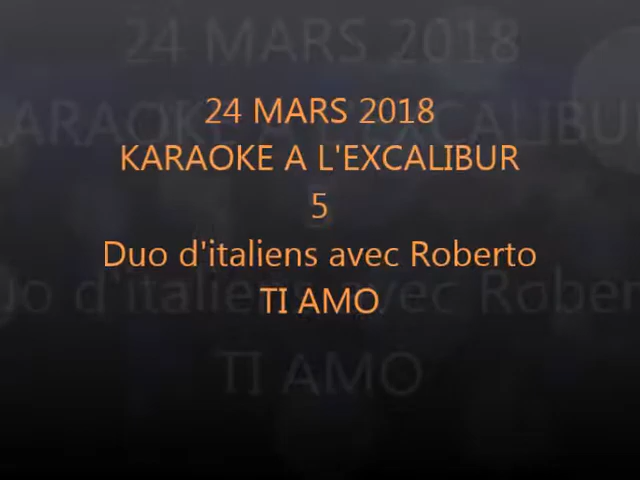 24 MARS 2018
KARAOKE A L'EXCALIBUR
5
Duo d'italiens avec Roberto
TI AMO